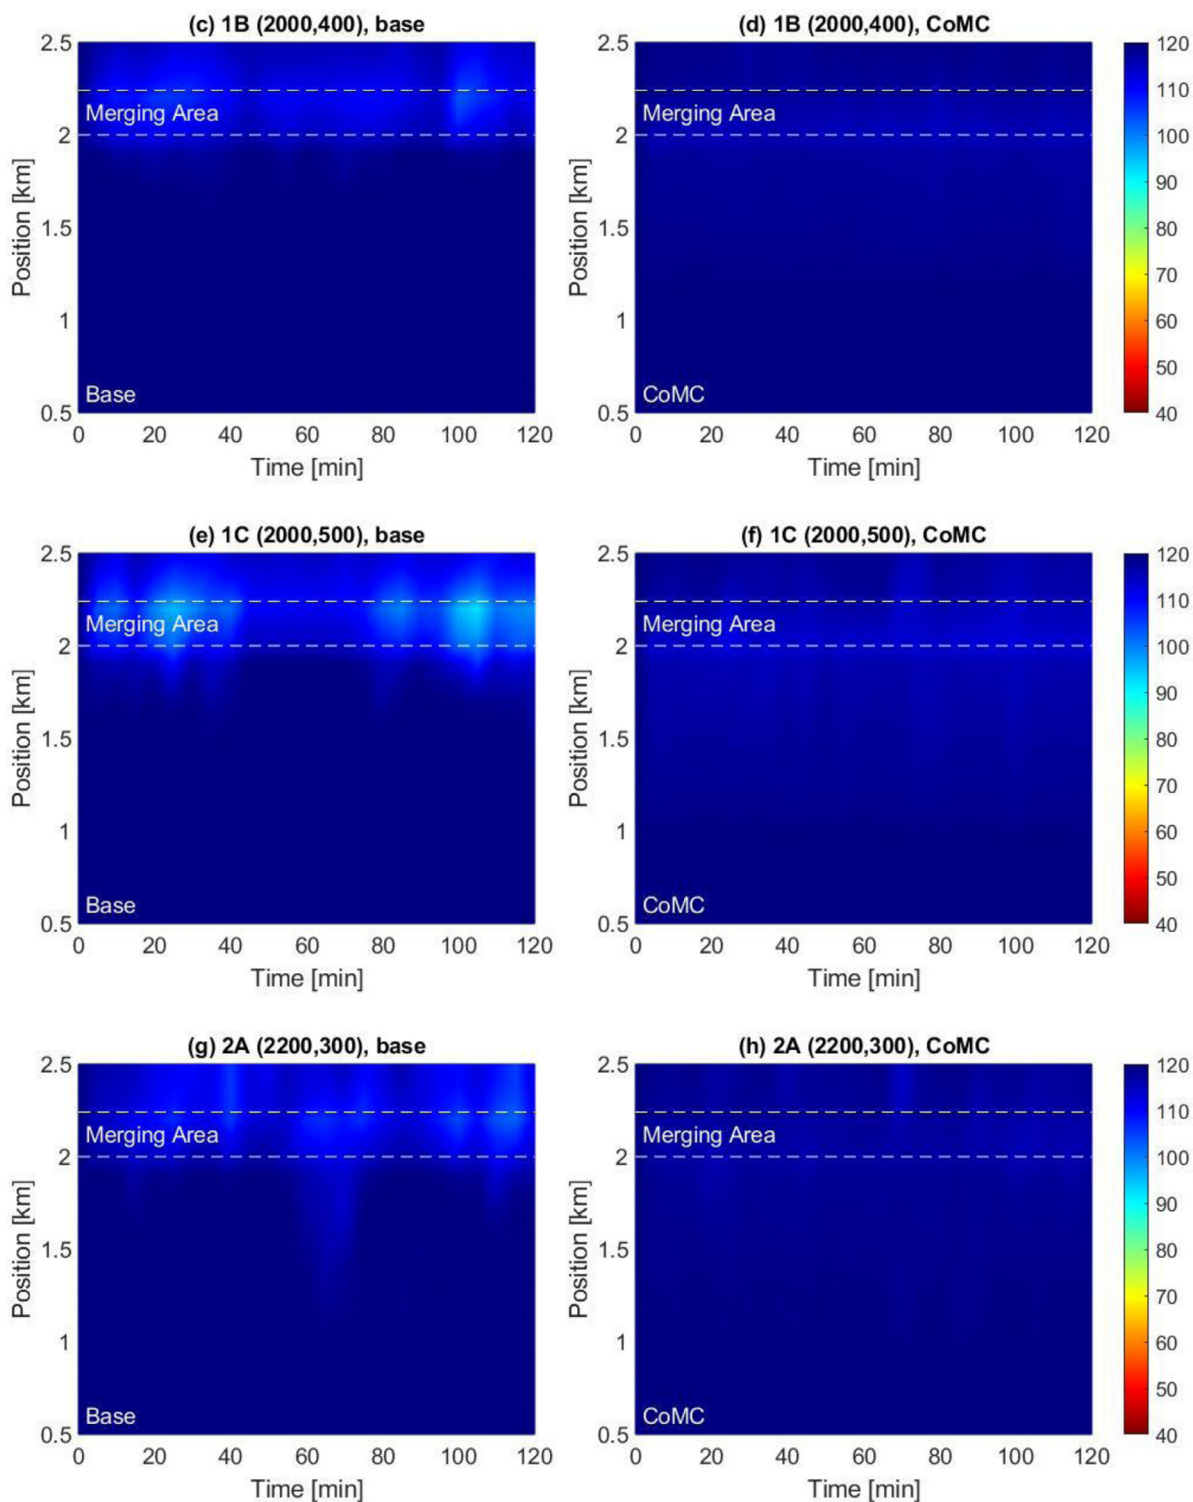 (c) 1B (2000,400), base
(d) 1B (2000,400), CoMC
2.5
2
1.5
1
0.5
Position [km]
Merging Area
Base
0 20 40 60 80 100 120
Time [min]
2.5
2
1.5
1
0.5
Position [km]
Merging Area
CoMC
0 20 40 60 80 100 120
Time [min]
120
110
100
90
80
70
60
50
40
(e) 1C (2000,500), base
(f) 1C (2000,500), CoMC
2.5
2
1.5
1
0.5
Position [km]
Merging Area
Base
0 20 40 60 80 100 120
Time [min]
2.5
2
1.5
1
0.5
Position [km]
Merging Area
CoMC
0 20 40 60 80 100 120
Time [min]
120
110
100
90
80
70
60
50
40
(g) 2A (2200,300), base
(h) 2A (2200,300), CoMC
2.5
2
1.5
1
0.5
Position [km]
Merging Area
Base
0 20 40 60 80 100 120
Time [min]
2.5
2
1.5
1
0.5
Position [km]
Merging Area
CoMC
0 20 40 60 80 100 120
Time [min]
120
110
100
90
80
70
60
50
40